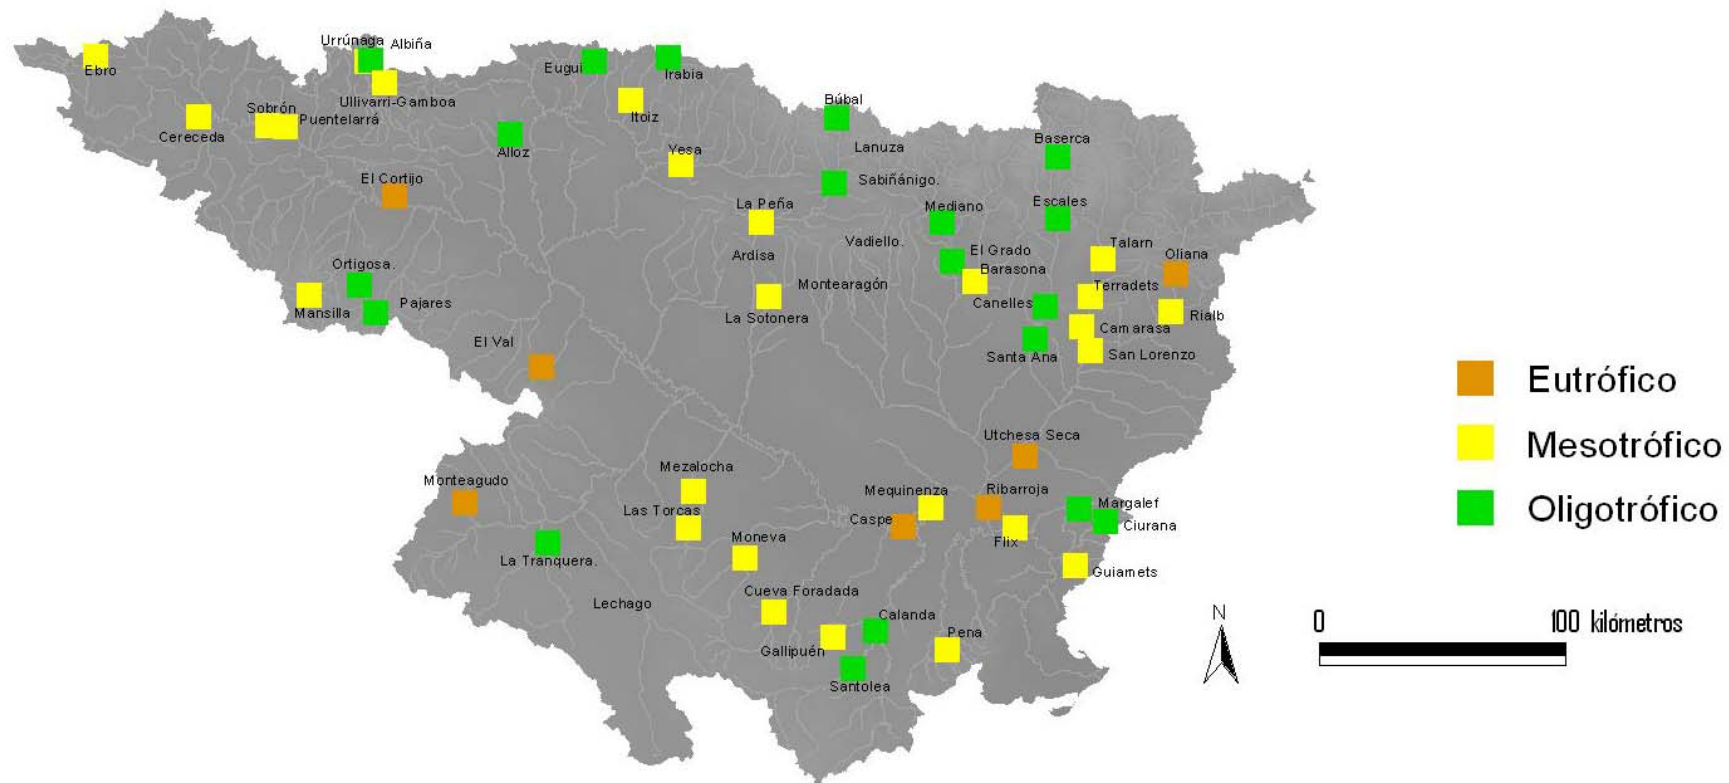 Urrúnaga
Albiña
Ebro
Eugui
Irabia
Ullivarri-Gamboa
Búbal
Sobrón
Puentelarrá
Itoiz
Cereceda
Alloz
Yesa
Lanuza
Baserca
El Cortijo
Sabiñánigo.
La Peña
Mediano
Escales
Vadiello.
Talarn
Ardisa
El Grado
Oliana
Ortigosa.
Barasona
Montearagón
Terradets
Pajares
Canelles
Mansilla
La Sotonera
Rialb
Camarasa
El Val
Santa Ana
San Lorenzo
Eutrófico
Utchesa Seca
Mesotrófico
Mezalocha
Monteagudo
Mequinenza
Ribarroja
Margalef
Las Torcas
Caspe
Ciurana
Oligotrófico
Moneva
Flix
La Tranquera.
Guiamets
Cueva Foradada
Lechago
Calanda
N
0
100 kilómetros
Pena
Gallipuén
Santolea